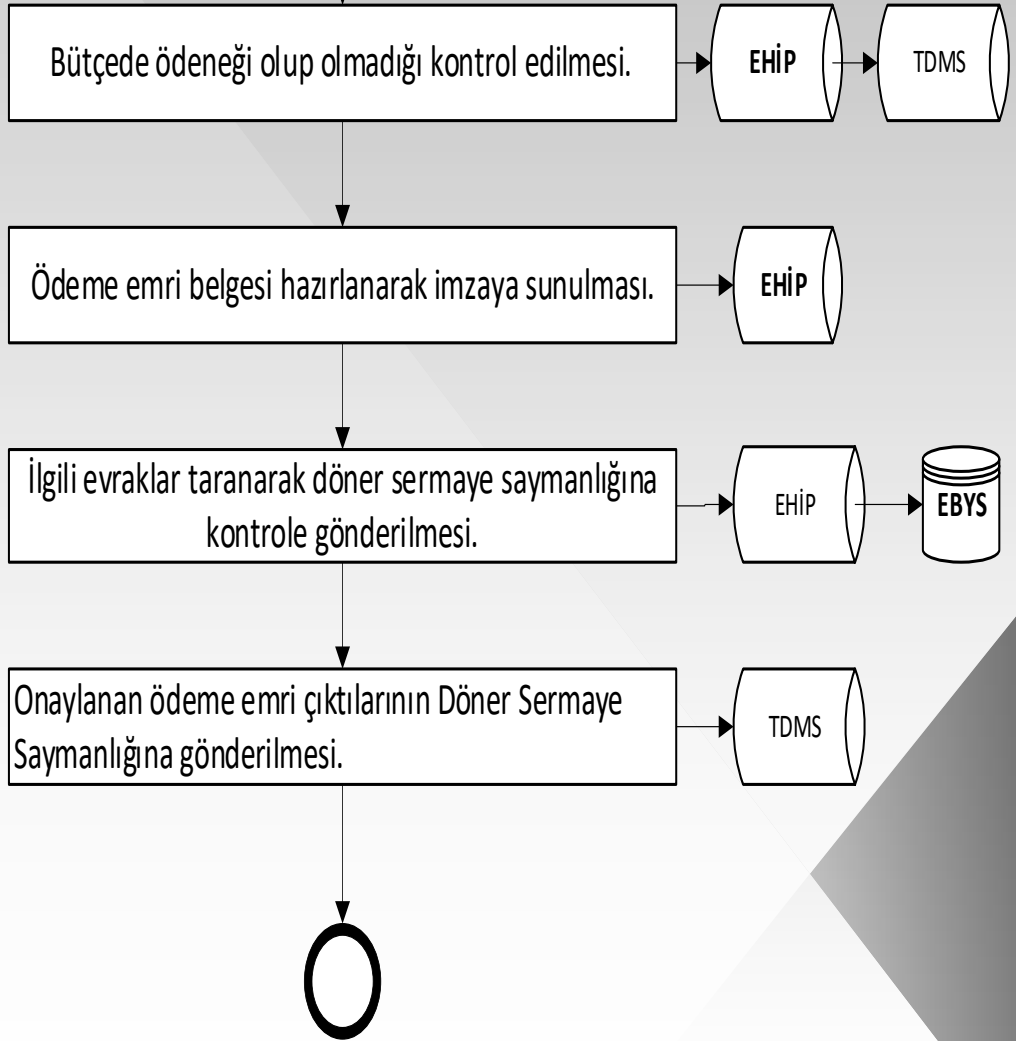 Bütçede ödeneği olup olmadığı kontrol edilmesi.
EHİP
TDMS
Ödeme emri belgesi hazırlanarak imzaya sunulması.
EHİP
İlgili evraklar taranarak döner sermaye saymanlığına
kontrole gönderilmesi.
EHİP
EBYS
Onaylanan ödeme emri çıktılarının Döner Sermaye
Saymanlığına gönderilmesi.
TDMS